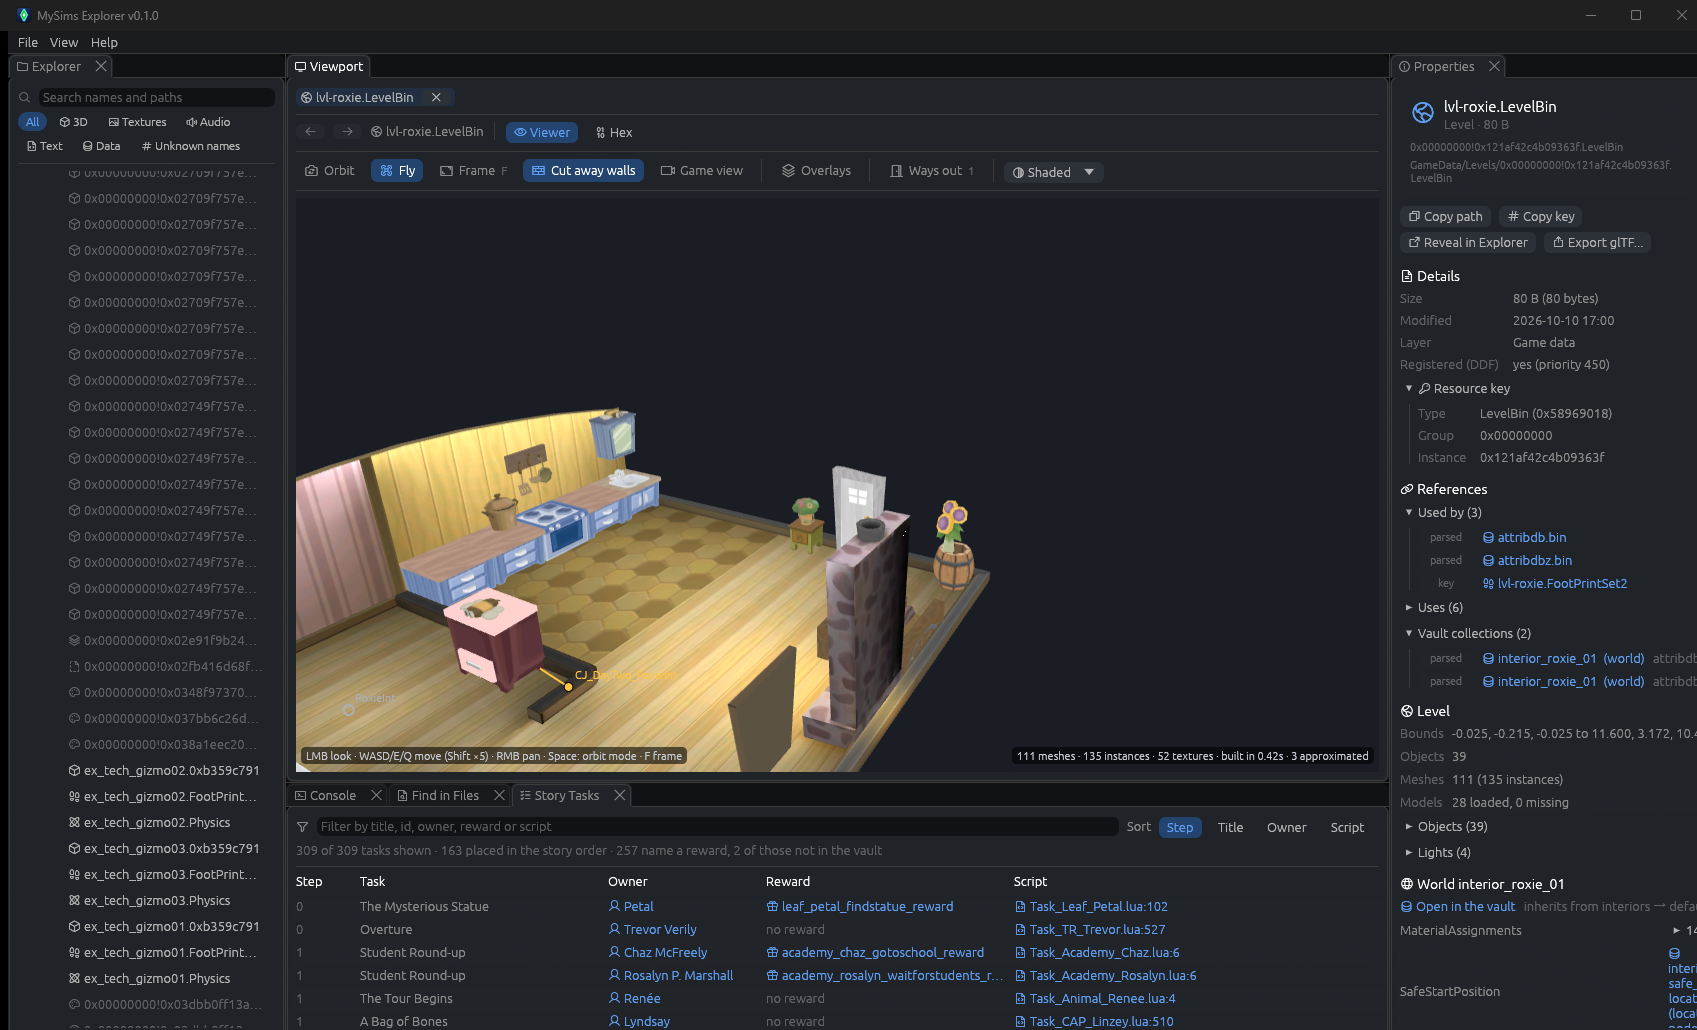 MySims Explorer v0.1.0
File View Help
Explorer
Search names and paths
All 3D Textures Audio
Text Data # Unknown names
0x00000000!0x02709f757e...
0x00000000!0x02709f757e...
0x00000000!0x02709f757e...
0x00000000!0x02709f757e...
0x00000000!0x02709f757e...
0x00000000!0x02709f757e...
0x00000000!0x02709f757e...
0x00000000!0x02709f757e...
0x00000000!0x02709f757e...
0x00000000!0x02749f757e...
0x00000000!0x02749f757e...
0x00000000!0x02749f757e...
0x00000000!0x02749f757e...
0x00000000!0x02749f757e...
0x00000000!0x02749f757e...
0x00000000!0x02749f757e...
0x00000000!0x02749f757e...
0x00000000!0x02749f757e...
0x00000000!0x02e91f9b24...
0x00000000!0x02fb416d68f...
0x00000000!0x0348f97370...
0x00000000!0x037bb6c26d...
0x00000000!0x038a1eec20...
ex_tech_gizmo02.0xb359c791
ex_tech_gizmo02.FootPrint...
ex_tech_gizmo02.Physics
ex_tech_gizmo03.0xb359c791
ex_tech_gizmo03.FootPrint...
ex_tech_gizmo03.Physics
ex_tech_gizmo01.0xb359c791
ex_tech_gizmo01.FootPrint...
ex_tech_gizmo01.Physics
0x00000000!0x03dbb0ff13a...
Viewport
lvl-roxie.LevelBin
lvl-roxie.LevelBin Viewer Hex
Orbit Fly Frame F Cut away walls Game view Overlays Ways out 1 Shaded
RoxieInt
LMB look · WASD/E/Q move (Shift ×5) · RMB pan · Space: orbit mode · F frame
111 meshes · 135 instances · 52 textures · built in 0.42s · 3 approximated
Console Find in Files Story Tasks
Filter by title, id, owner, reward or script
Sort Step Title Owner Script
309 of 309 tasks shown · 163 placed in the story order · 257 name a reward, 2 of those not in the vault
Step Task Owner Reward Script
0 The Mysterious Statue Petal leaf_petal_findstatue_reward Task_Leaf_Petal.lua:102
0 Overture Trevor Verily no reward Task_TR_Trevor.lua:527
1 Student Round-up Chaz McFreely academy_chaz_gotoschool_reward Task_Academy_Chaz.lua:6
1 Student Round-up Rosalyn P. Marshall academy_rosalyn_waitforstudents_r... Task_Academy_Rosalyn.lua:6
1 The Tour Begins Renée no reward Task_Animal_Renee.lua:4
1 A Bag of Bones Lyndsay no reward Task_CAP_Linzey.lua:510
Properties
lvl-roxie.LevelBin
Level · 80 B
0x00000000!0x121af42c4b09363f.LevelBin
GameData/Levels/0x00000000!0x121af42c4b09363f.
LevelBin
Copy path # Copy key
Reveal in Explorer Export glTF...
Details
Size 80 B (80 bytes)
Modified 2026-10-10 17:00
Layer Game data
Registered (DDF) yes (priority 450)
Resource key
Type LevelBin (0x58969018)
Group 0x00000000
Instance 0x121af42c4b09363f
References
Used by (3)
parsed attribdb.bin
parsed attribdbz.bin
key lvl-roxie.FootPrintSet2
Uses (6)
Vault collections (2)
parsed interior_roxie_01 (world) attribdb
parsed interior_roxie_01 (world) attribdb
Level
Bounds -0.025, -0.215, -0.025 to 11.600, 3.172, 10.4
Objects 39
Meshes 111 (135 instances)
Models 28 loaded, 0 missing
Objects (39)
Lights (4)
World interior_roxie_01
Open in the vault inherits from interiors → defau
MaterialAssignments 14
SafeStartPosition
interi
safe_
locat
(loca